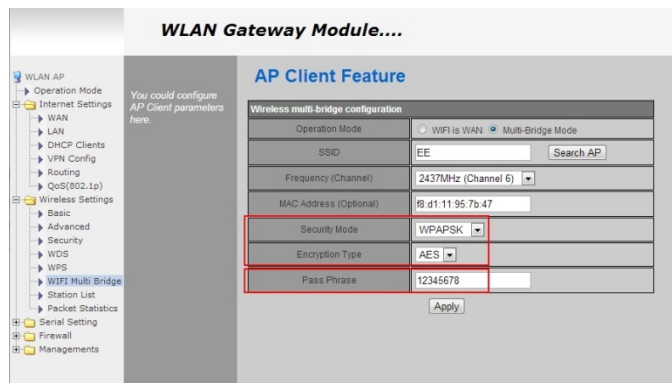 WLAN Gateway Module....
WLAN AP
Operation Mode
Internet Settings
WAN
LAN
DHCP Clients
VPN Config
Routing
QoS(802.1p)
Wireless Settings
Basic
Advanced
Security
WDS
WPS
WIFI Multi Bridge
Station List
Packet Statistics
Serial Setting
Firewall
Managements
You could configure
AP Client parameters
here.
AP Client Feature
Wireless multi-bridge configuration
Operation Mode WIFI is WAN Multi-Bridge Mode
SSID EE Search AP
Frequency (Channel) 2437MHz (Channel 6)
MAC Address (Optional) f8:d1:11:95:7b:47
Security Mode WPAPSK
Encryption Type AES
Pass Phrase 12345678
Apply